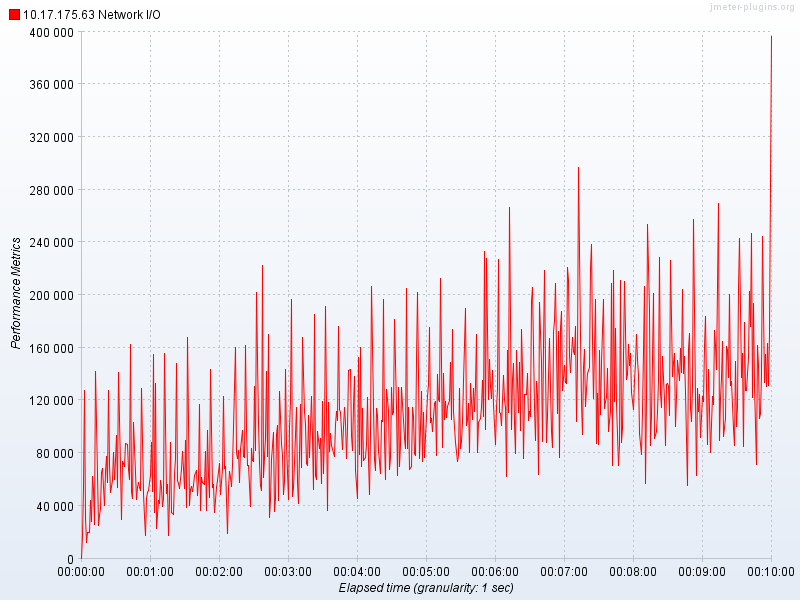 jmeter-plugins.org
10.17.175.63 Network I/O
400 000
360 000
320 000
280 000
240 000
200 000
160 000
120 000
80 000
40 000
0
Performance Metrics
00:00:00 00:01:00 00:02:00 00:03:00 00:04:00 00:05:00 00:06:00 00:07:00 00:08:00 00:09:00 00:10:00
Elapsed time (granularity: 1 sec)